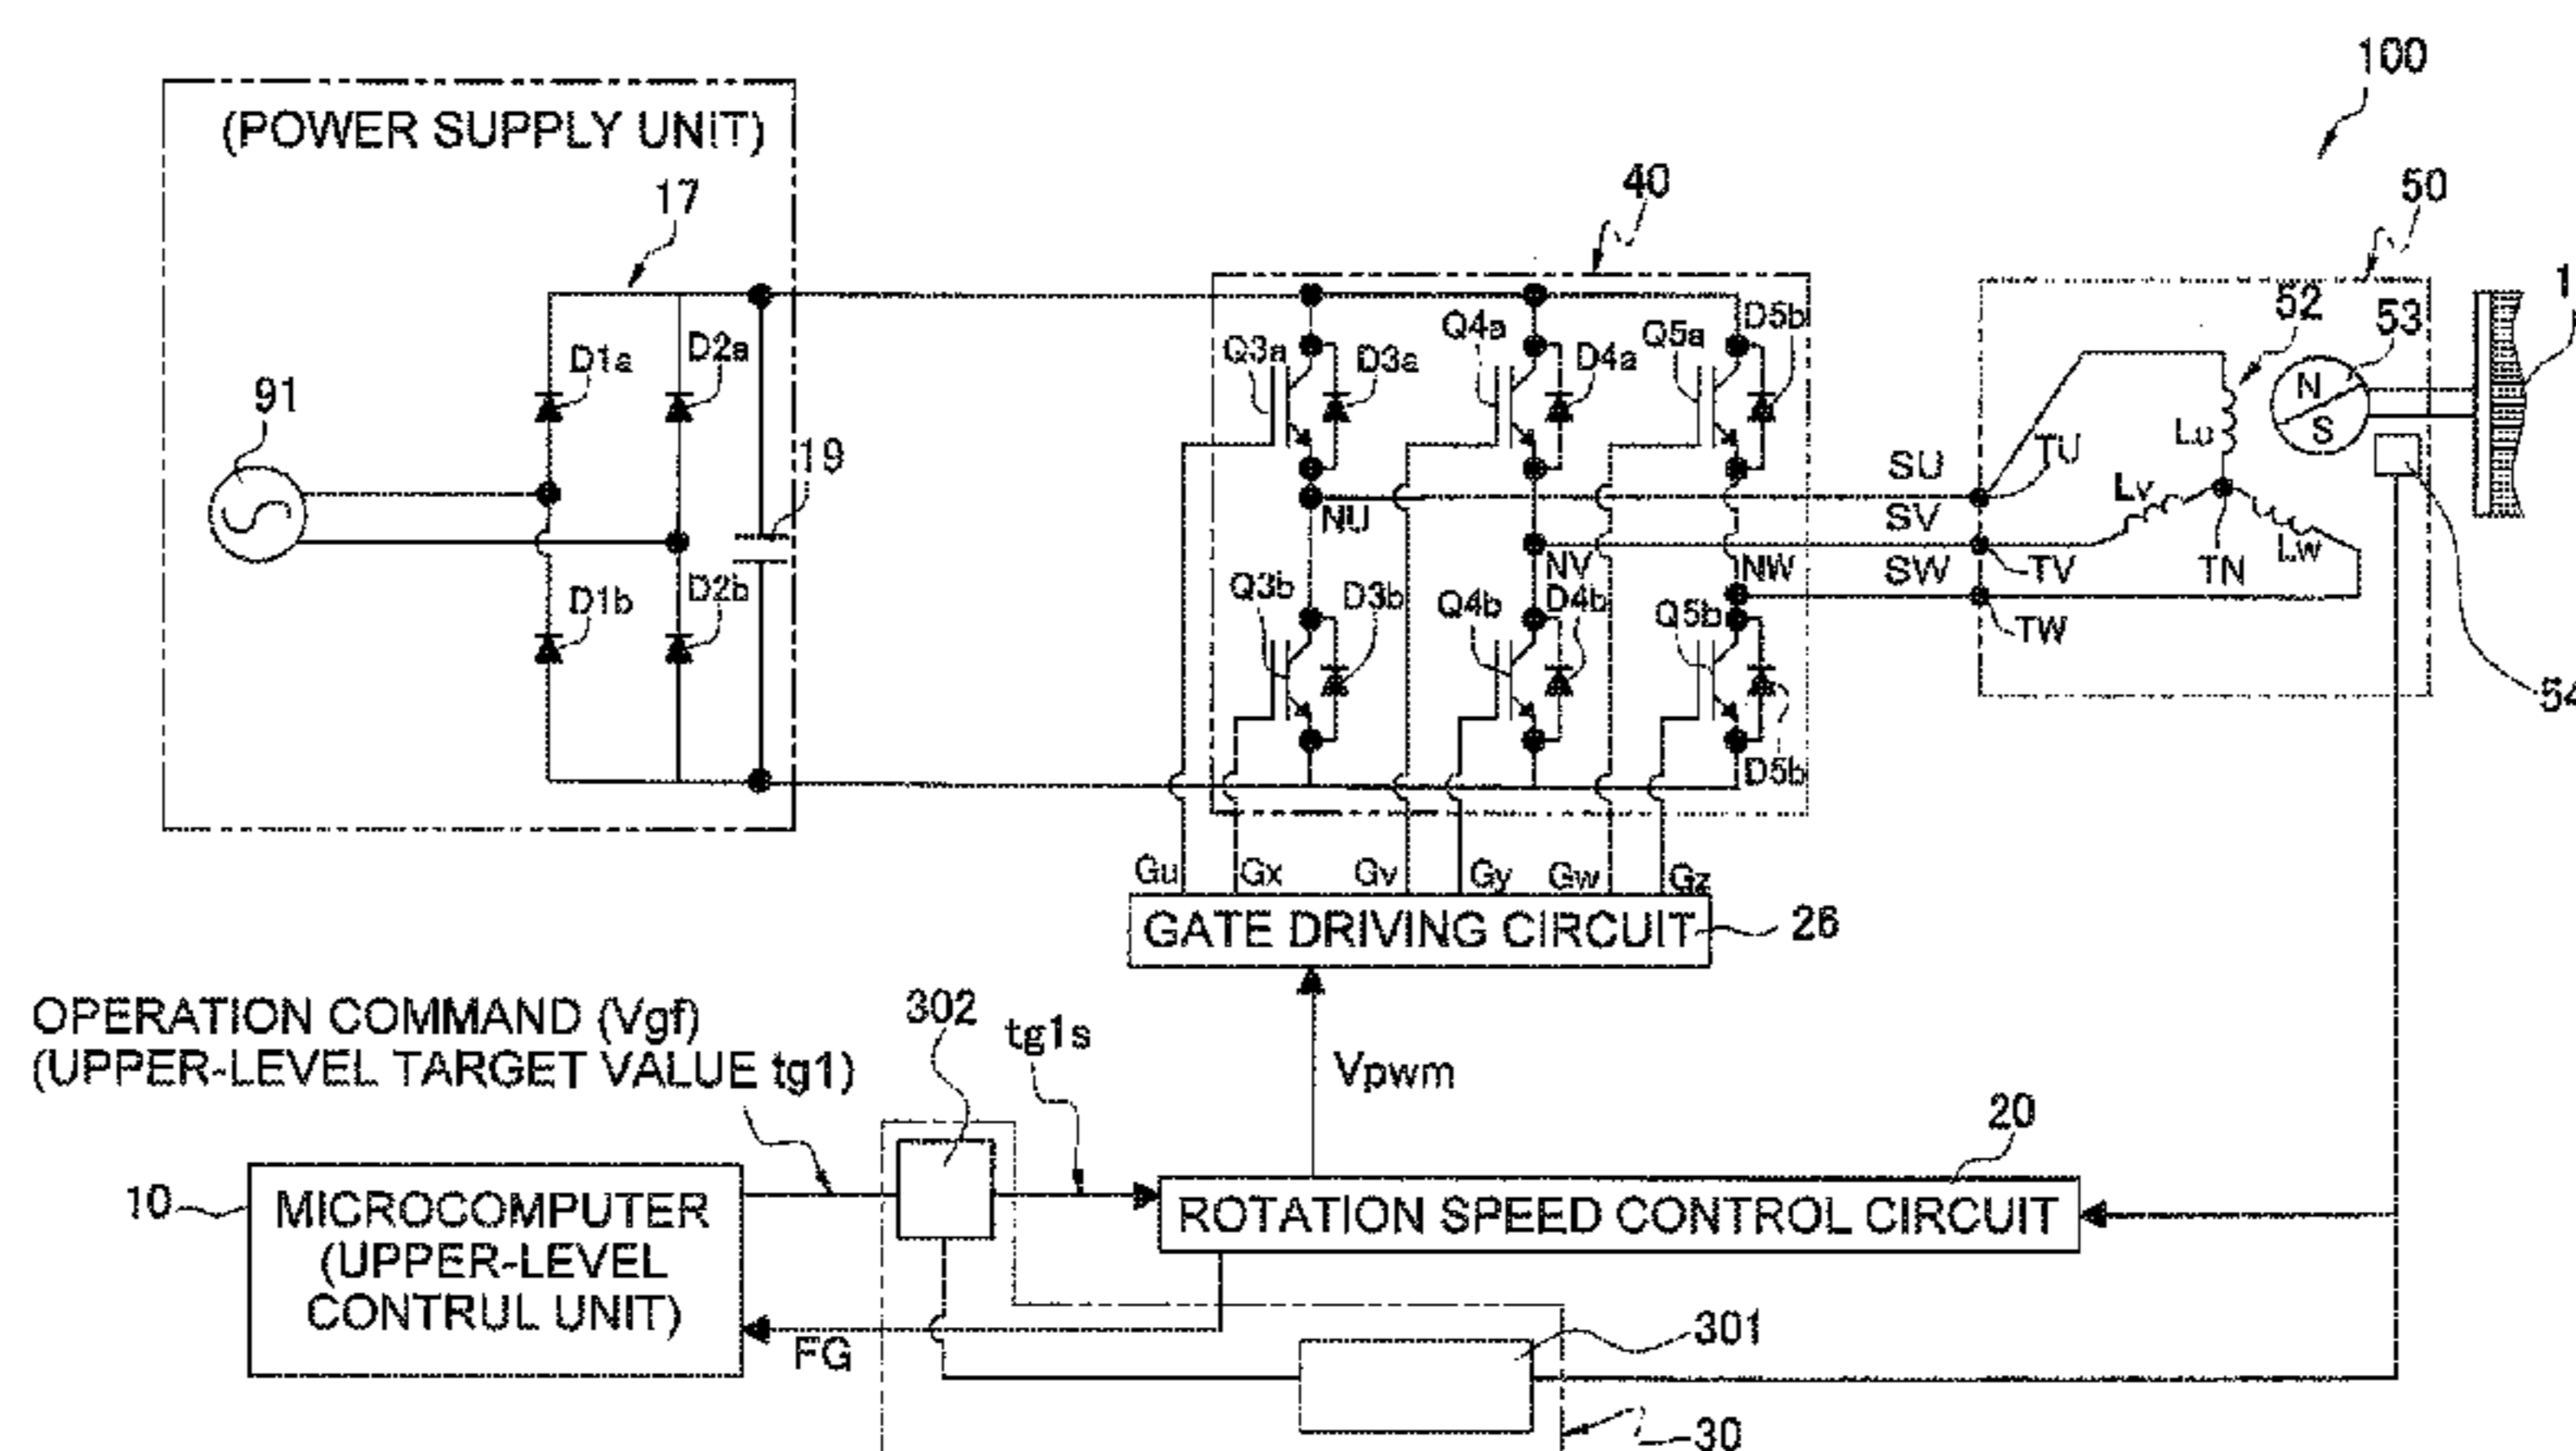 100
(POWER SUPPLY UNIT)
17
40
50
1
52
53
D1a
D2a
Q3a
D3a
Q4a
D4a
Q5a
D5b
N
S
91
19
Lu
SU
TU
Lv
NU
SV
NV
NW
SW
TV
TN
Lw
D1b
D2b
Q3b
D3b
Q4b
D4b
Q5b
TW
54
D5b
Gu
Gx
Gv
Gy
Gw
Gz
GATE DRIVING CIRCUIT
26
OPERATION COMMAND (Vgf)
(UPPER-LEVEL TARGET VALUE tg1)
302
tg1s
Vpwm
20
10
MICROCOMPUTER
(UPPER-LEVEL
CONTRUL UNIT)
ROTATION SPEED CONTROL CIRCUIT
FG
301
30